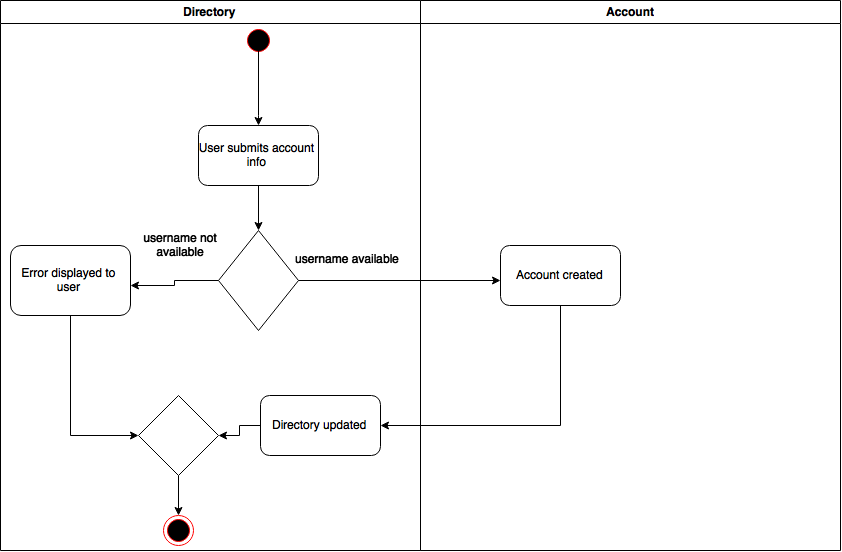 Directory
Account
User submits account
info
username not
available
username available
Error displayed to
user
Account created
Directory updated